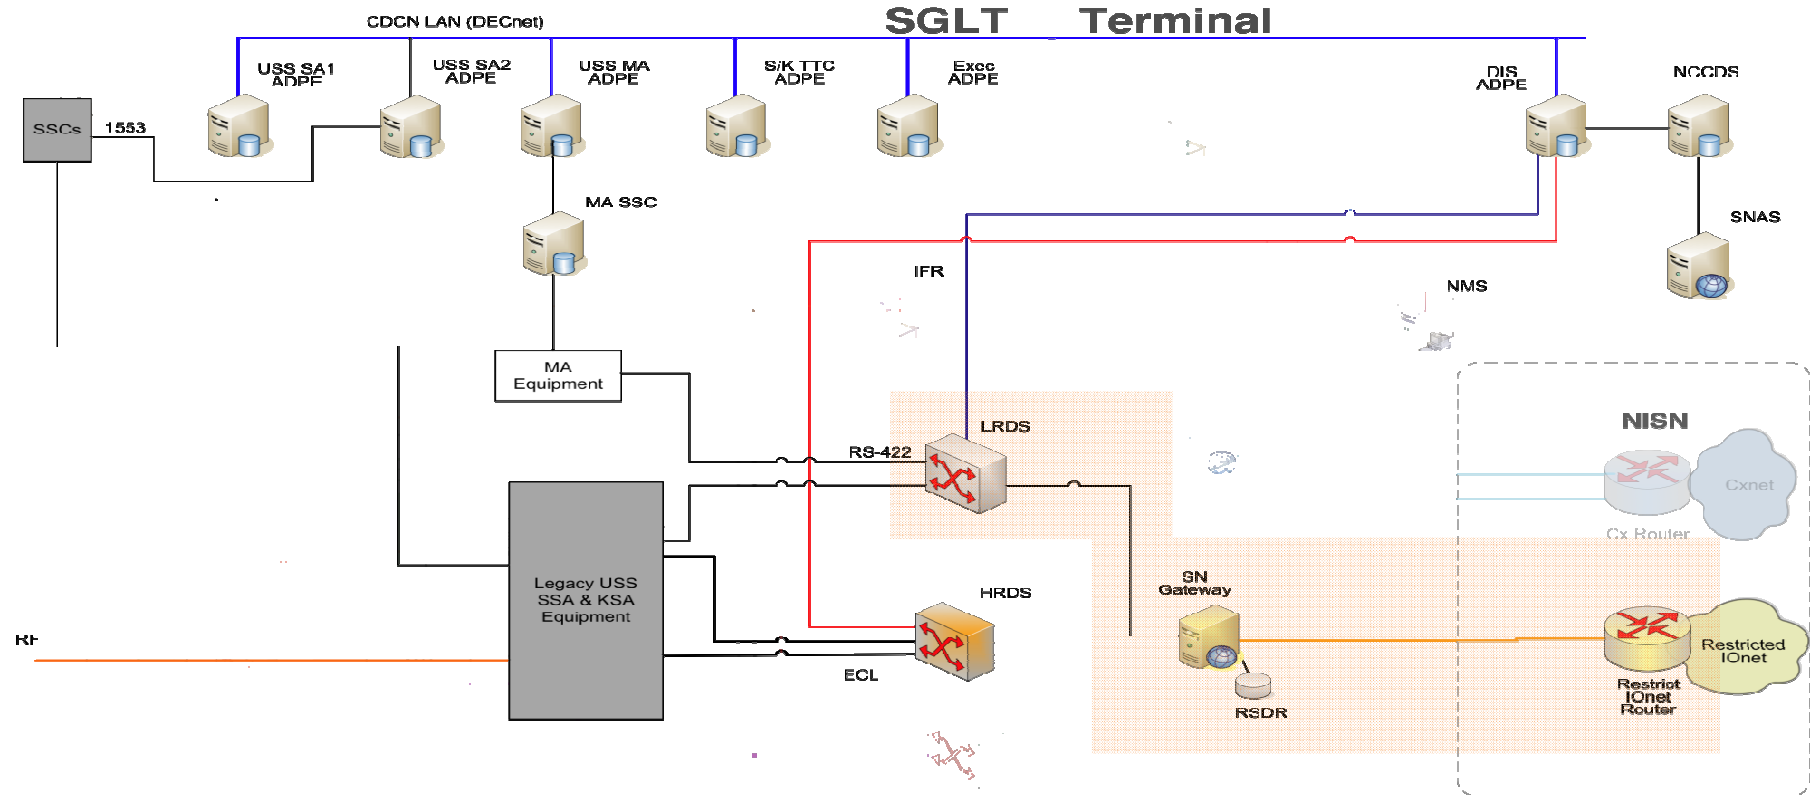 SGLT Terminal
CDCN LAN (DECnet)
USS SA1
ADPE
USS SA2
ADPE
USS MA
ADPE
S/K TTC
ADPE
Exec
ADPE
DIS
ADPE
NCCDS
SSCs
1553
MA SSC
SNAS
IFR
NMS
MA
Equipment
NISN
LRDS
RS-422
Cxnet
Cx Router
Legacy USS
SSA & KSA
Equipment
SN
Gateway
HRDS
RF
Restricted
IOnet
ECL
Restrict
IOnet
Router
RSDR